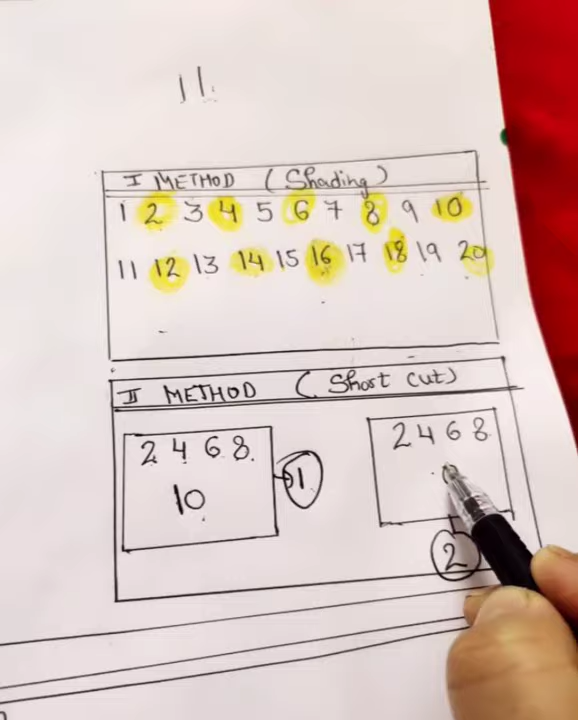 11.
I METHOD (Shading)
1 2 3 4 5 6 7 8 9 10
11 12 13 14 15 16 17 18 19 20
II METHOD (Short cut)
2 4 6 8.
10
1
2 4 6 8.
2